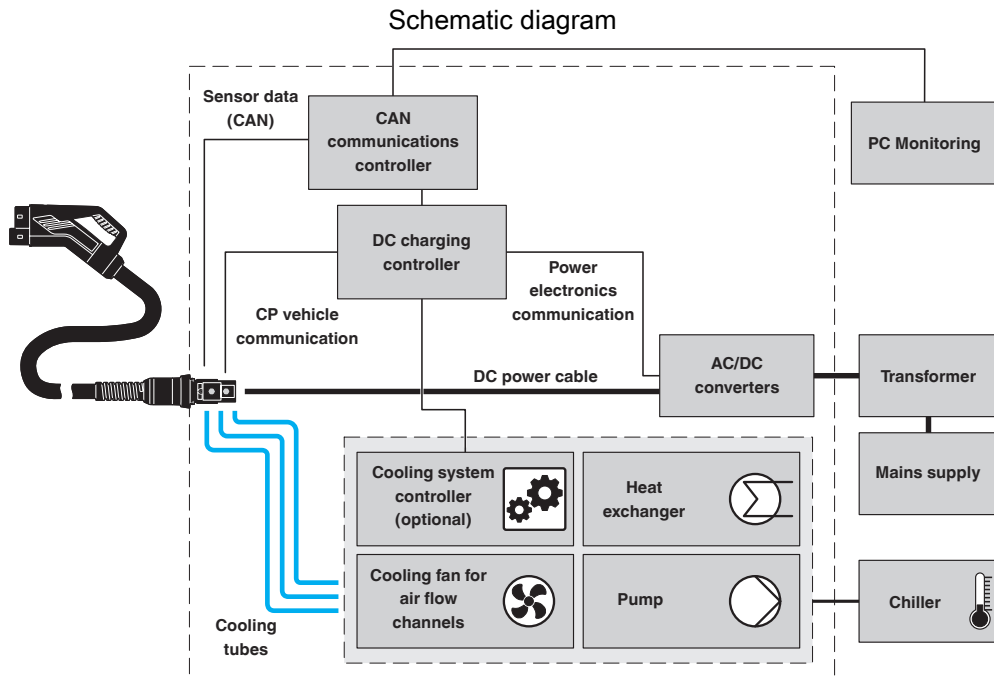 Schematic diagram
Sensor data
(CAN)
CAN
communications
controller
PC Monitoring
DC charging
controller
CP vehicle
communication
Power
electronics
communication
DC power cable
AC/DC
converters
Transformer
Mains supply
Cooling system
controller
(optional)
Heat
exchanger
Cooling fan for
air flow
channels
Pump
Chiller
Cooling
tubes